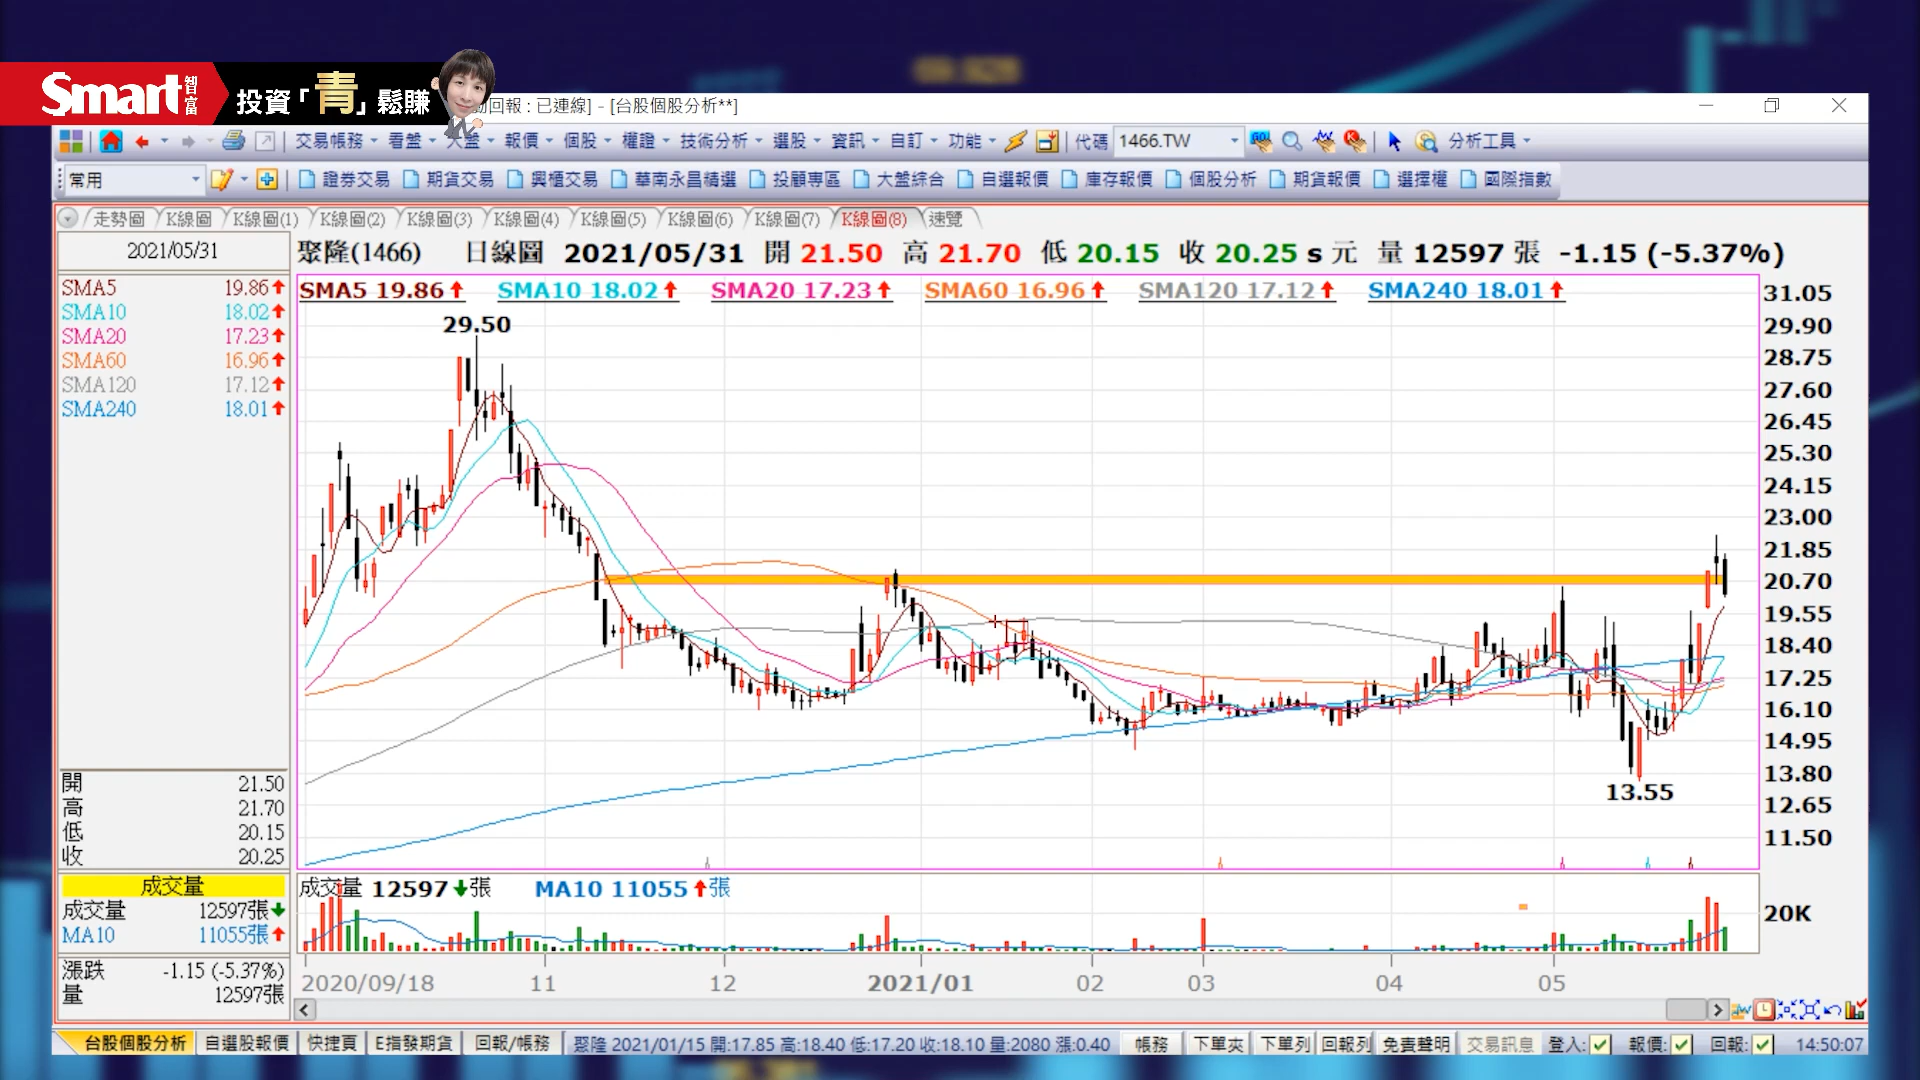 Smart智富
投資「青」鬆賺
動回報 : 已連線] - [台股個股分析**]
交易帳務 看盤 大盤 報價 個股 權證 技術分析 選股 資訊 自訂 功能 代碼 1466.TW 分析工具
常用 證券交易 期貨交易 興櫃交易 華南永昌精選 投顧專區 大盤綜合 自選報價 庫存報價 個股分析 期貨報價 選擇權 國際指數
走勢圖 K線圖 K線圖(1) K線圖(2) K線圖(3) K線圖(4) K線圖(5) K線圖(6) K線圖(7) K線圖(8) 速覽
2021/05/31
聚隆(1466) 日線圖 2021/05/31 開 21.50 高 21.70 低 20.15 收 20.25 s 元 量 12597 張 -1.15 (-5.37%)
SMA5 19.86
SMA10 18.02
SMA20 17.23
SMA60 16.96
SMA120 17.12
SMA240 18.01
SMA5 19.86 SMA10 18.02 SMA20 17.23 SMA60 16.96 SMA120 17.12 SMA240 18.01
29.50
13.55
31.05
29.90
28.75
27.60
26.45
25.30
24.15
23.00
21.85
20.70
19.55
18.40
17.25
16.10
14.95
13.80
12.65
11.50
開 21.50
高 21.70
低 20.15
收 20.25
成交量
成交量 12597張
MA10 11055張
漲跌 -1.15 (-5.37%)
量 12597張
成交量 12597 張 MA10 11055 張
20K
2020/09/18 11 12 2021/01 02 03 04 05
台股個股分析 自選股報價 快捷頁 E指發期貨 回報/帳務 聚隆 2021/01/15 開:17.85 高:18.40 低:17.20 收:18.10 量:2080 漲:0.40 帳務 下單夾 下單列 回報列 免責聲明 交易訊息 登入: 報價: 回報: 14:50:07